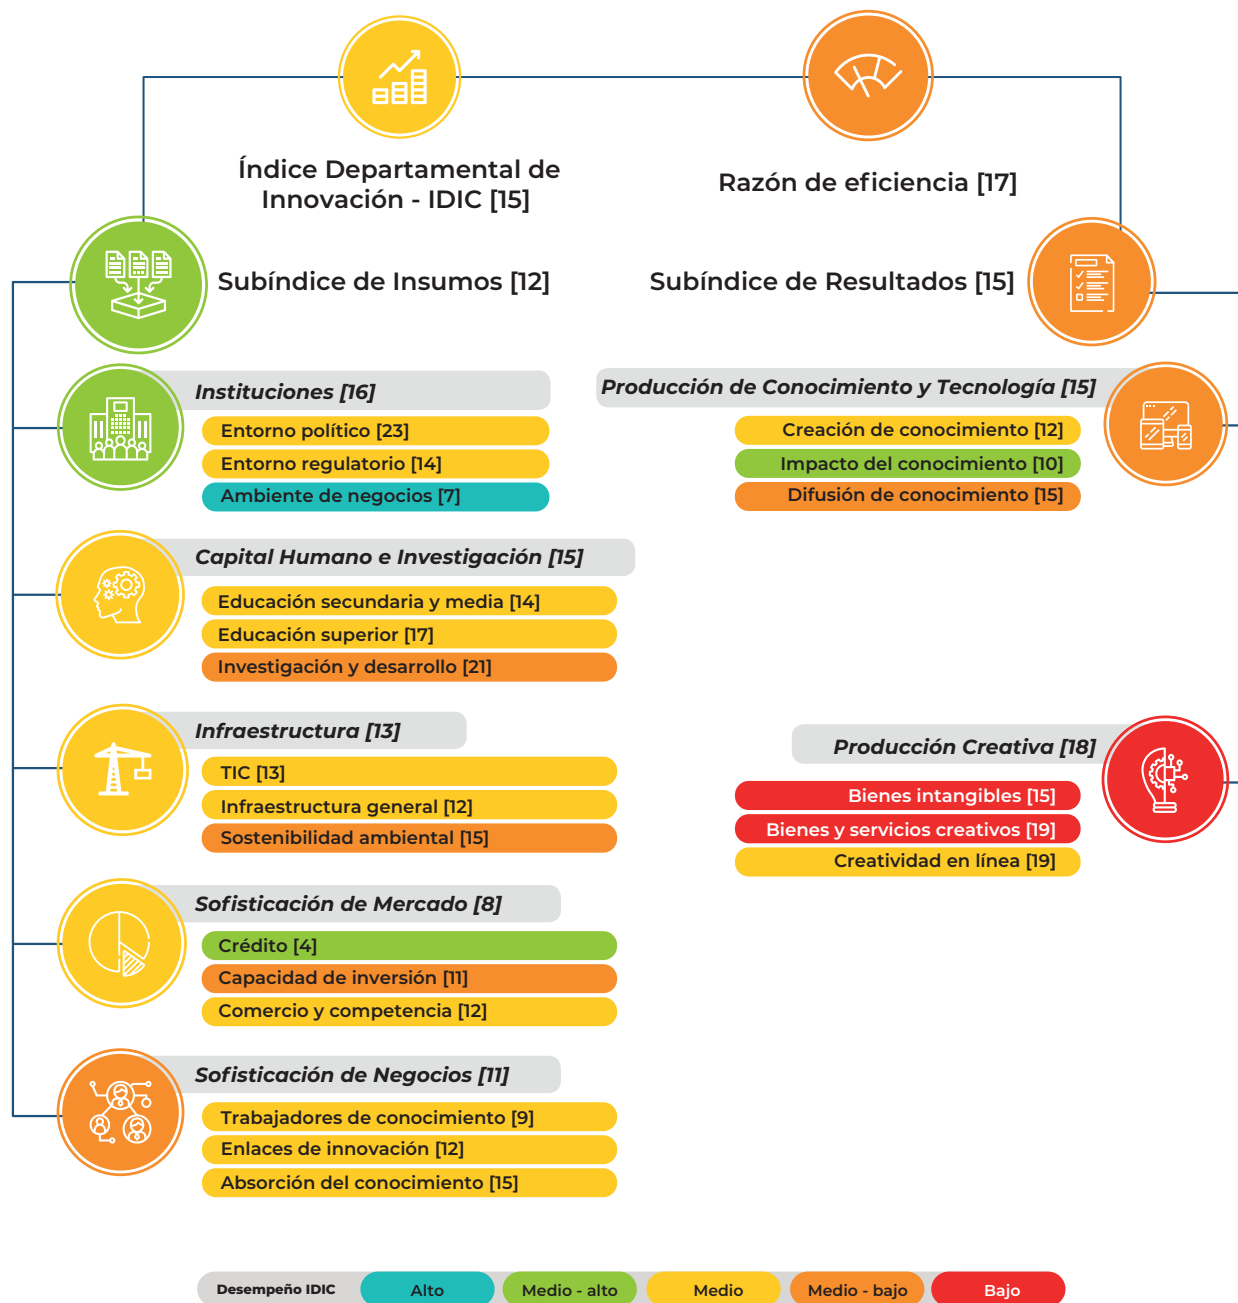 Índice Departamental de
Innovación - IDIC [15]
Razón de eficiencia [17]
Subíndice de Insumos [12]
Subíndice de Resultados [15]
Instituciones [16]
Entorno político [23]
Entorno regulatorio [14]
Ambiente de negocios [7]
Capital Humano e Investigación [15]
Educación secundaria y media [14]
Educación superior [17]
Investigación y desarrollo [21]
Infraestructura [13]
TIC [13]
Infraestructura general [12]
Sostenibilidad ambiental [15]
Sofisticación de Mercado [8]
Crédito [4]
Capacidad de inversión [11]
Comercio y competencia [12]
Sofisticación de Negocios [11]
Trabajadores de conocimiento [9]
Enlaces de innovación [12]
Absorción del conocimiento [15]
Producción de Conocimiento y Tecnología [15]
Creación de conocimiento [12]
Impacto del conocimiento [10]
Difusión de conocimiento [15]
Producción Creativa [18]
Bienes intangibles [15]
Bienes y servicios creativos [19]
Creatividad en línea [19]
Desempeño IDIC
Alto
Medio - alto
Medio
Medio - bajo
Bajo